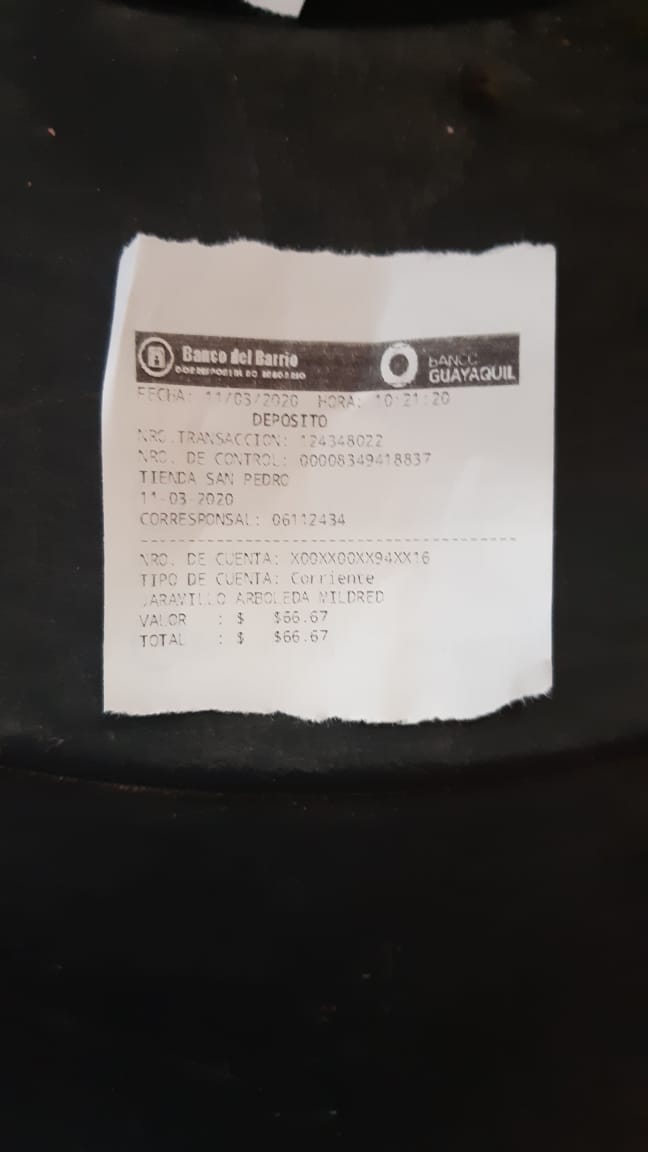 Banco del Barrio
BANCO
GUAYAQUIL
FECHA: 11/03/2020 HORA: 10:21:20
DEPOSITO
NRO.TRANSACCION: 124348022
NRO. DE CONTROL: 00008349418837
TIENDA SAN PEDRO
11-03-2020
CORRESPONSAL: 06112434
NRO. DE CUENTA: X00XX00XX94XX16
TIPO DE CUENTA: Corriente
JARAMILLO ARBOLEDA MILDRED
VALOR : $ $66.67
TOTAL : $ $66.67